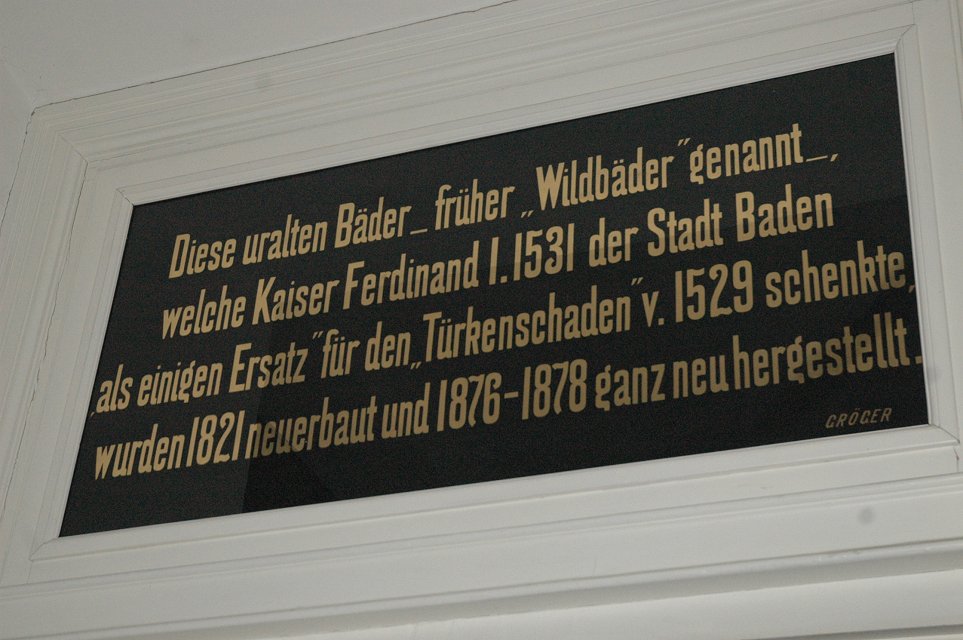 Diese uralten Bäder_ früher „Wildbäder" genannt_,
welche Kaiser Ferdinand I. 1531 der Stadt Baden
„als einigen Ersatz" für den „Türkenschaden" v. 1529 schenkte,
wurden 1821 neuerbaut und 1876-1878 ganz neu hergestellt.
GRÖGER